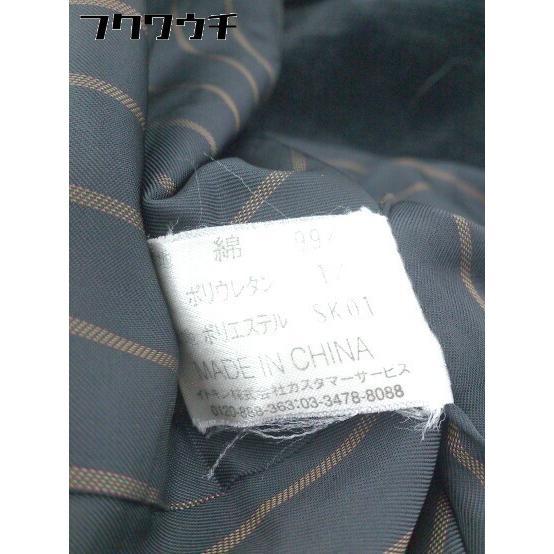 フクワウチ
綿 99%
ポリウレタン 1%
ポリエステル SK01
MADE IN CHINA
イトキン株式会社カスタマーサービス
0120-888-363:03-3478-8088